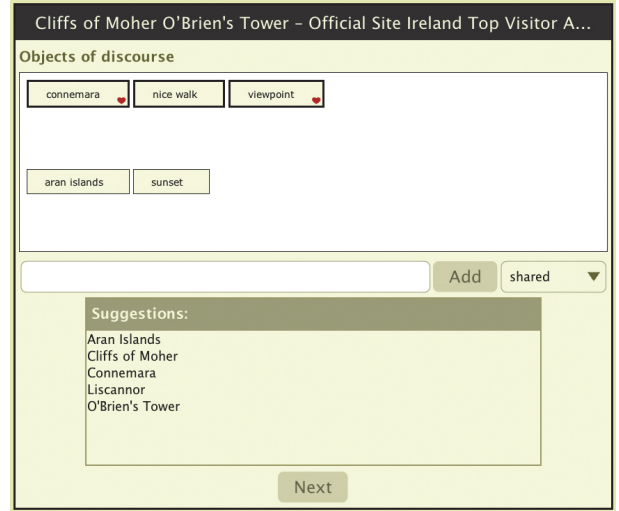 Cliffs of Moher O’Brien's Tower – Official Site Ireland Top Visitor A...
Objects of discourse
connemara nice walk viewpoint
aran islands sunset
Add shared
Suggestions:
Aran Islands
Cliffs of Moher
Connemara
Liscannor
O'Brien's Tower
Next